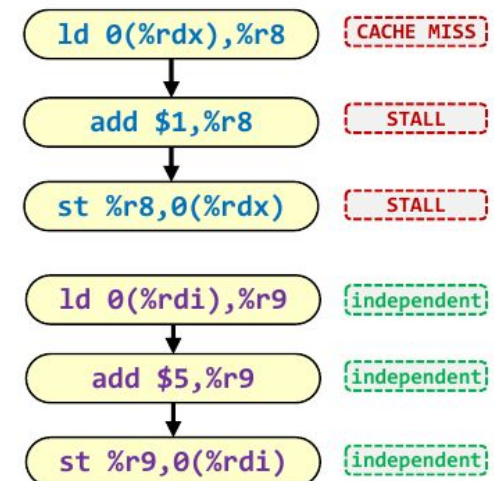 ld 0(%rdx),%r8 CACHE MISS
add $1,%r8 STALL
st %r8,0(%rdx) STALL
ld 0(%rdi),%r9 independent
add $5,%r9 independent
st %r9,0(%rdi) independent